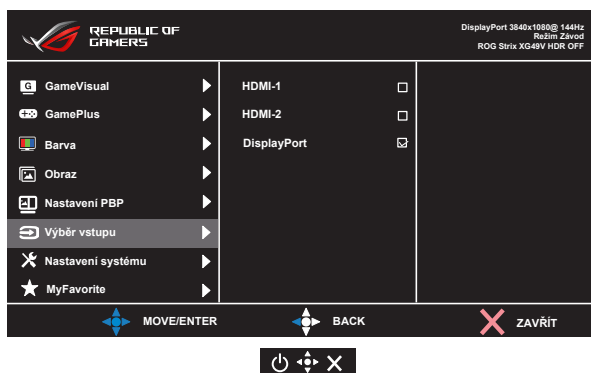 REPUBLIC OF
GAMERS
DisplayPort 3840x1080@ 144Hz
Režim Závod
ROG Strix XG49V HDR OFF
G GameVisual
GamePlus
Barva
Obraz
Nastavení PBP
Výběr vstupu
Nastavení systému
MyFavorite
HDMI-1
HDMI-2
DisplayPort
MOVE/ENTER
BACK
ZAVŘÍT